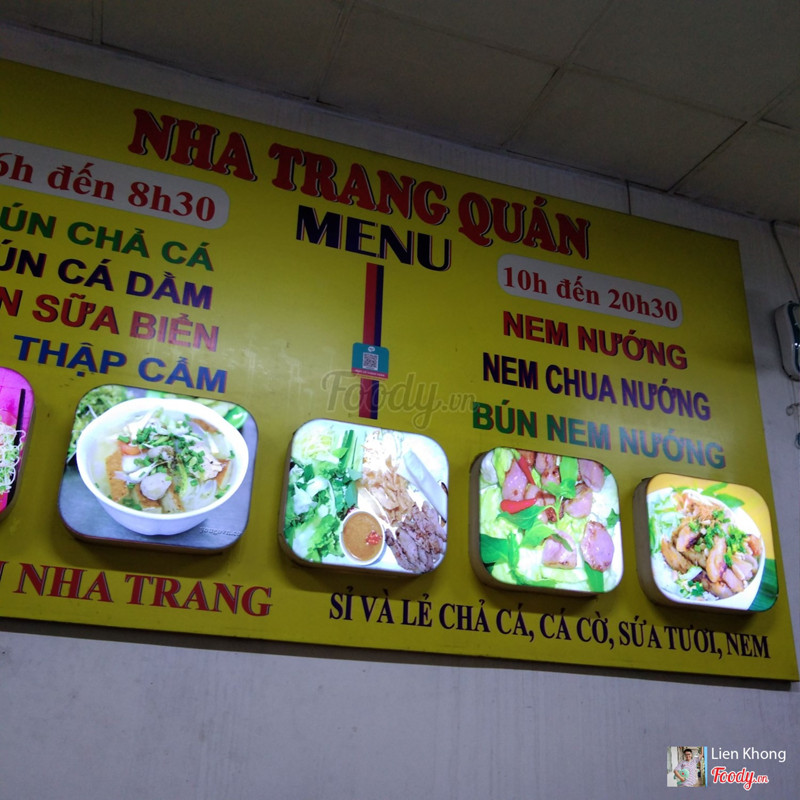 NHA TRANG QUÁN
MENU
6h đến 8h30
ÚN CHẢ CÁ
ÚN CÁ DẦM
N SỮA BIỂN
THẬP CẨM
10h đến 20h30
NEM NƯỚNG
NEM CHUA NƯỚNG
BÚN NEM NƯỚNG
Foody.vn
N NHA TRANG
SỈ VÀ LẺ CHẢ CÁ, CÁ CỜ, SỨA TƯƠI, NEM
Lien Khong
Foody.vn